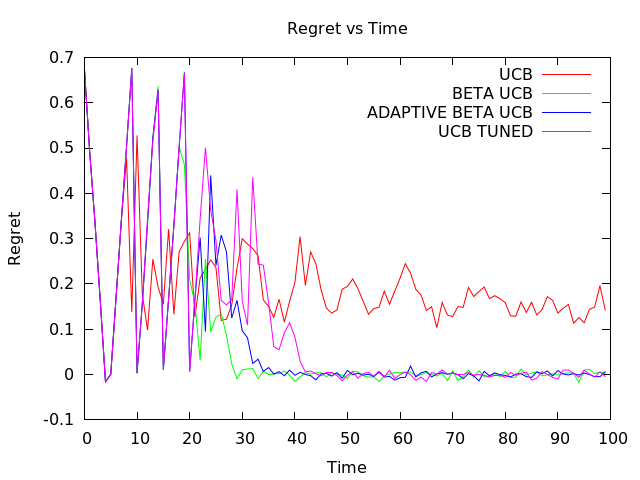 Regret vs Time
0.7
0.6
0.5
0.4
0.3
0.2
0.1
0
-0.1
Regret
UCB
BETA UCB
ADAPTIVE BETA UCB
UCB TUNED
0 10 20 30 40 50 60 70 80 90 100
Time